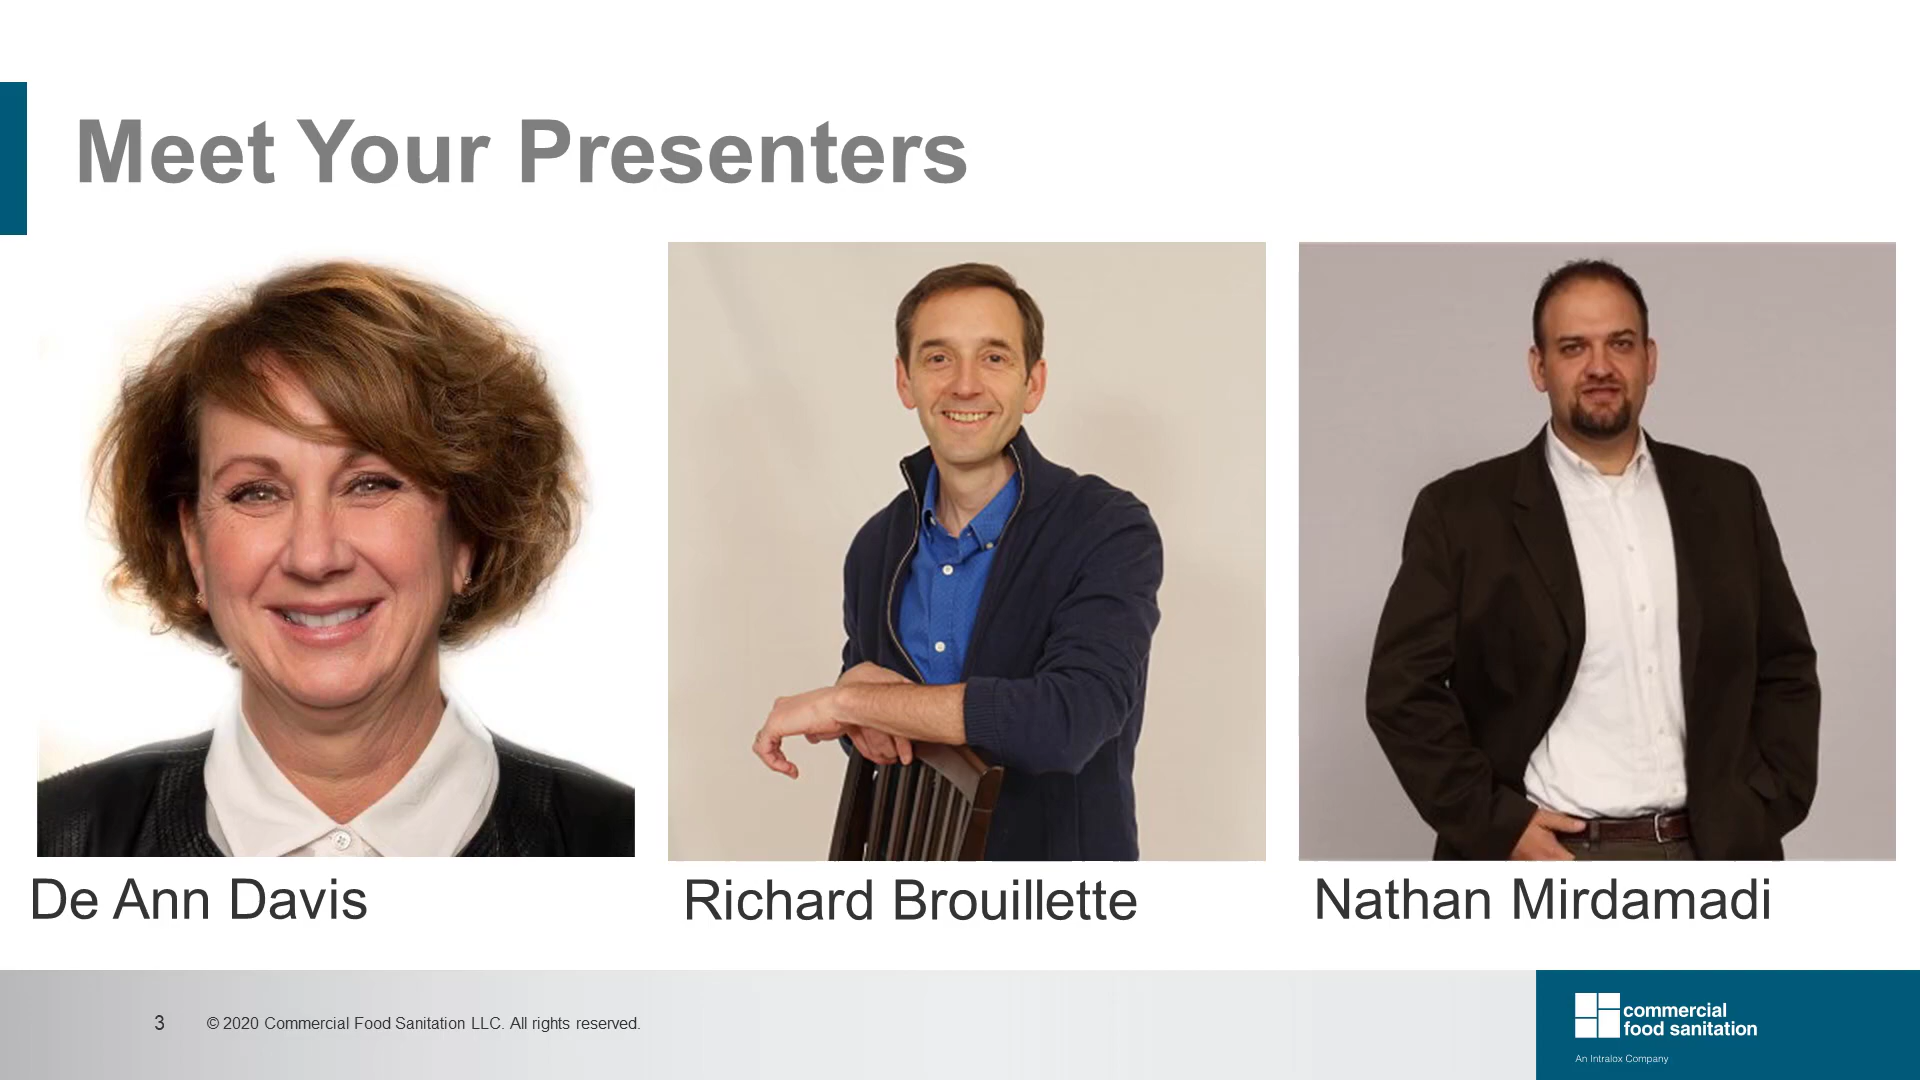 Meet Your Presenters
De Ann Davis
Richard Brouillette
Nathan Mirdamadi
3
© 2020 Commercial Food Sanitation LLC. All rights reserved.
commercial
food sanitation
An Intralox Company